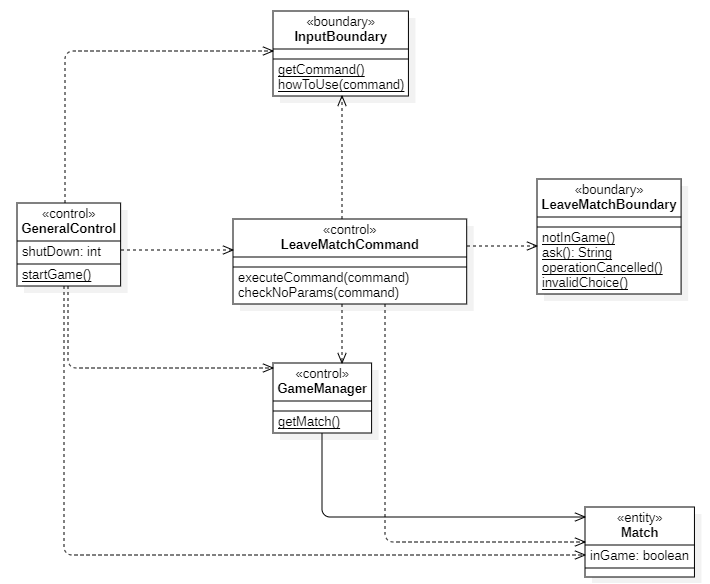 «boundary»
InputBoundary
getCommand()
howToUse(command)
«control»
GeneralControl
shutDown: int
startGame()
«control»
LeaveMatchCommand
executeCommand(command)
checkNoParams(command)
«boundary»
LeaveMatchBoundary
notInGame()
ask(): String
operationCancelled()
invalidChoice()
«control»
GameManager
getMatch()
«entity»
Match
inGame: boolean